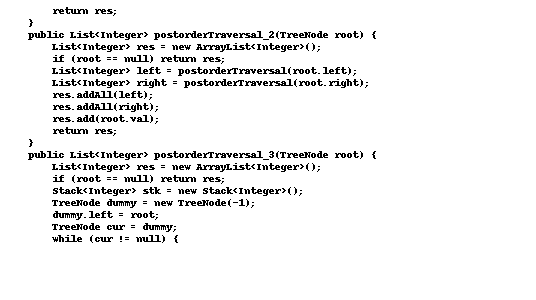 return res;
}
public List<Integer> postorderTraversal_2(TreeNode root) {
List<Integer> res = new ArrayList<Integer>();
if (root == null) return res;
List<Integer> left = postorderTraversal(root.left);
List<Integer> right = postorderTraversal(root.right);
res.addAll(left);
res.addAll(right);
res.add(root.val);
return res;
}
public List<Integer> postorderTraversal_3(TreeNode root) {
List<Integer> res = new ArrayList<Integer>();
if (root == null) return res;
Stack<Integer> stk = new Stack<Integer>();
TreeNode dummy = new TreeNode(-1);
dummy.left = root;
TreeNode cur = dummy;
while (cur != null) {